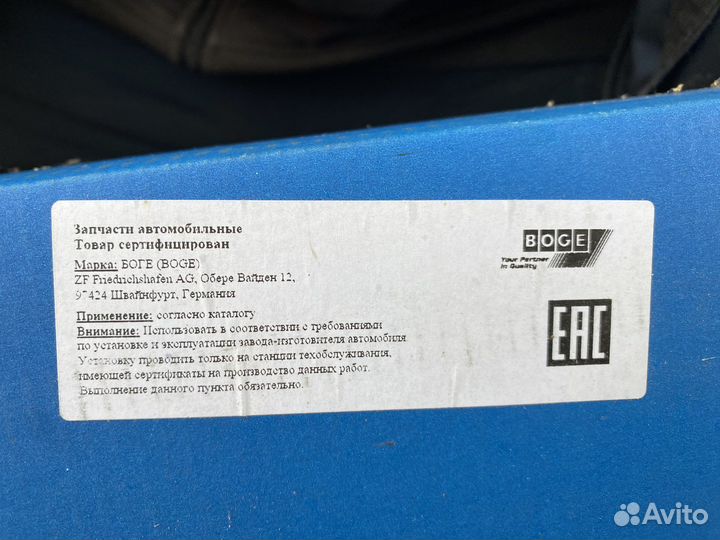 Запчасти автомобильные
Товар сертифицирован
Марка: БОГЕ (BOGE)
ZF Friedrichshafen AG, Обере Вайден 12,
97424 Швайнфурт, Германия
Применение: согласно каталогу
Внимание: Использовать в соответствии с требованиями
по установке и эксплуатации завода-изготовителя автомобиля
Установку проводить только на станции техобслуживания,
имеющей сертификаты на производство данных работ.
Выполнение данного пункта обязательно.
BOGE
Your Partner
in Quality
EAC
Avito